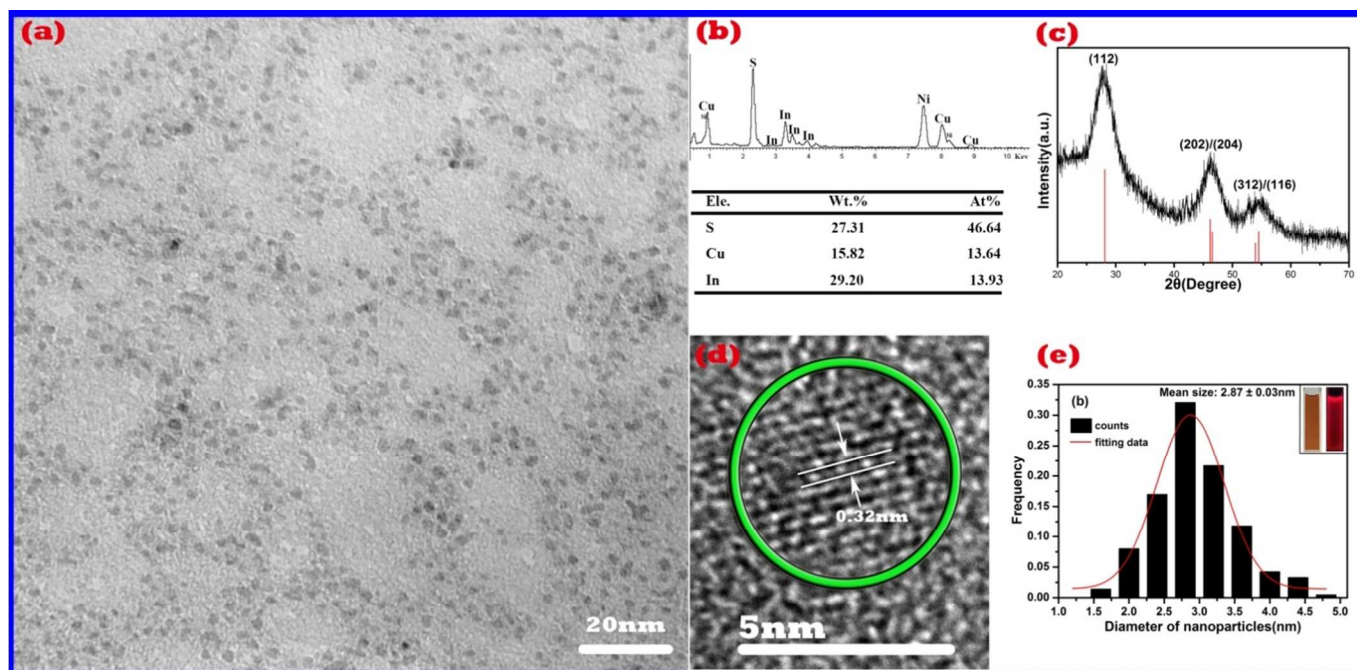 (a)
(b)
S
Cu
Ni
In
In
In
In
Ni
Cu
Ni
Cu
1 2 3 4 5 6 7 8 9 10 Kev
Ele. Wt.% At%
S 27.31 46.64
Cu 15.82 13.64
In 29.20 13.93
(c)
(112)
(202)/(204)
(312)/(116)
Intensity(a.u.)
20 30 40 50 60 70
2θ(Degree)
20nm
(d)
0.32nm
5nm
(e)
Mean size: 2.87 ± 0.03nm
(b)
counts
fitting data
Frequency
0.35
0.30
0.25
0.20
0.15
0.10
0.05
0.00
1.0 1.5 2.0 2.5 3.0 3.5 4.0 4.5 5.0
Diameter of nanoparticles(nm)